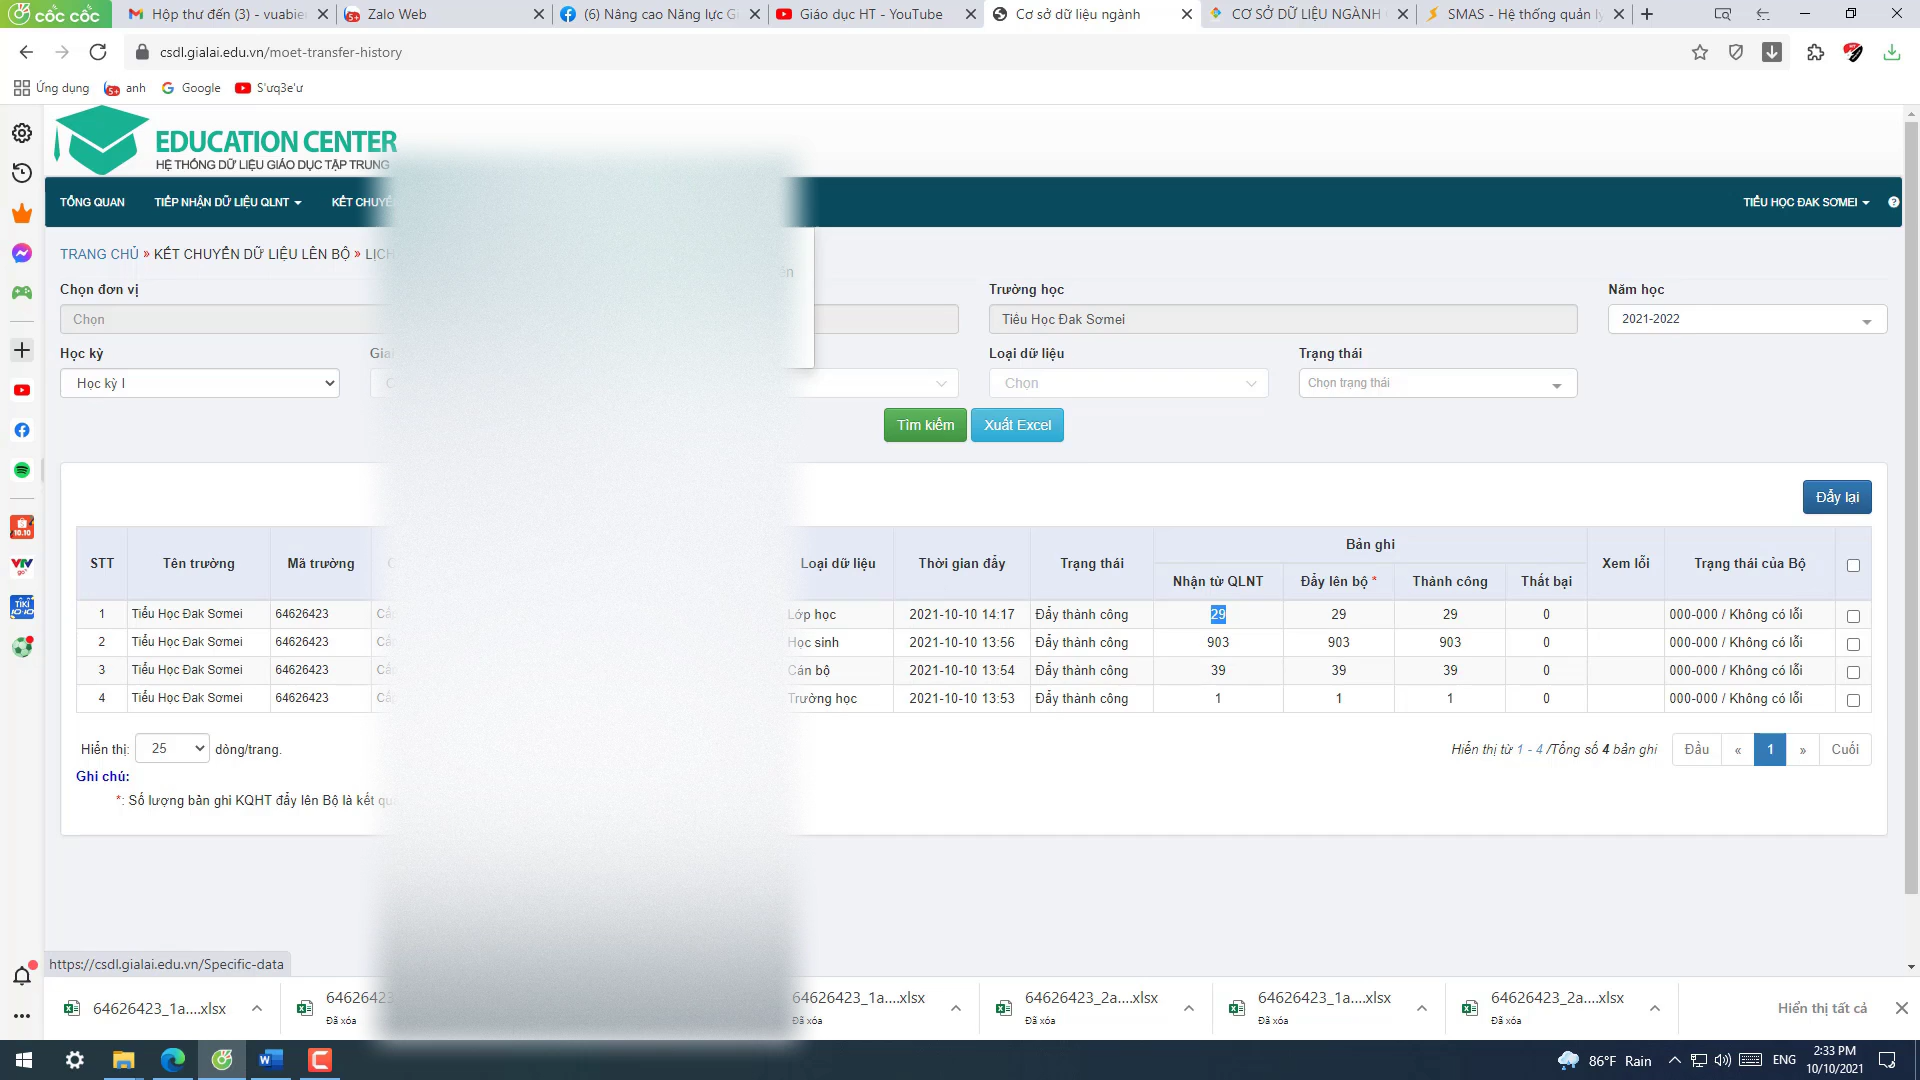 cốc cốc
Hộp thư đến (3) - vuabie
Zalo Web
(6) Nâng cao Năng lực G
Giáo dục HT - YouTube
Cơ sở dữ liệu ngành
CƠ SỞ DỮ LIỆU NGÀNH
SMAS - Hệ thống quản lý
csdl.gialai.edu.vn/moet-transfer-history
Ứng dụng
anh
Google
S'ưq3e'ư
EDUCATION CENTER
HỆ THỐNG DỮ LIỆU GIÁO DỤC TẬP TRUNG
TỔNG QUAN TIẾP NHẬN DỮ LIỆU QLNT KẾT CHUYỂ
TIỂU HỌC ĐAK SƠMEI
TRANG CHỦ » KẾT CHUYỂN DỮ LIỆU LÊN BỘ » LỊCH
Chọn đơn vị
Trường học
Năm học
Chọn
Tiểu Học Đak Sơmei
2021-2022
Học kỳ
Giai
Loại dữ liệu
Trạng thái
Học kỳ I
Chọn
Chọn trạng thái
Tìm kiếm
Xuất Excel
Đẩy lại
STT Tên trường Mã trường Loại dữ liệu Thời gian đẩy Trạng thái Bản ghi Xem lỗi Trạng thái của Bộ
Nhận từ QLNT Đẩy lên bộ * Thành công Thất bại
1 Tiểu Học Đak Sơmei 64626423 Lớp học 2021-10-10 14:17 Đẩy thành công 29 29 29 0 000-000 / Không có lỗi
2 Tiểu Học Đak Sơmei 64626423 Học sinh 2021-10-10 13:56 Đẩy thành công 903 903 903 0 000-000 / Không có lỗi
3 Tiểu Học Đak Sơmei 64626423 Cán bộ 2021-10-10 13:54 Đẩy thành công 39 39 39 0 000-000 / Không có lỗi
4 Tiểu Học Đak Sơmei 64626423 Trường học 2021-10-10 13:53 Đẩy thành công 1 1 1 0 000-000 / Không có lỗi
Hiển thị: 25 dòng/trang.
Hiển thị từ 1 - 4 /Tổng số 4 bản ghi
Đầu « 1 » Cuối
Ghi chú:
*: Số lượng bản ghi KQHT đẩy lên Bộ là kết qu
https://csdl.gialai.edu.vn/Specific-data
64626423_1a....xlsx
6462642
Đã xóa
64626423_1a....xlsx
Đã xóa
64626423_2a....xlsx
Đã xóa
64626423_1a....xlsx
Đã xóa
64626423_2a....xlsx
Đã xóa
Hiển thị tất cả
86°F Rain
ENG
2:33 PM
10/10/2021